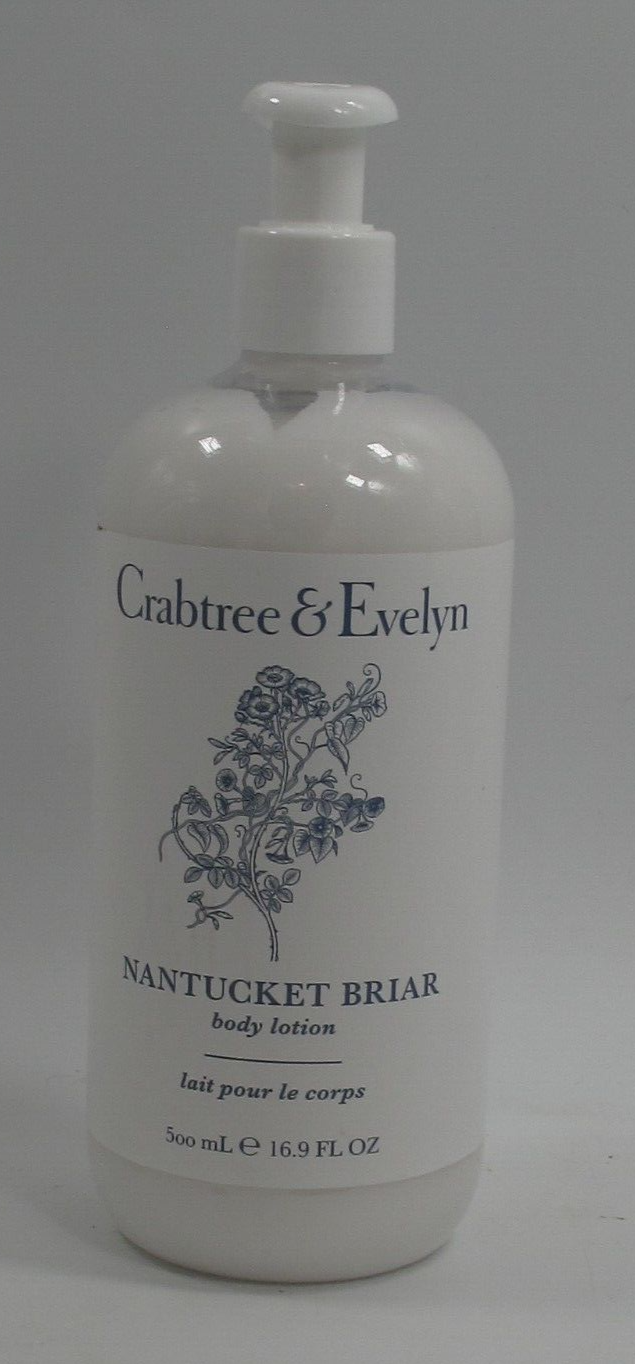 Crabtree & Evelyn
NANTUCKET BRIAR
body lotion
lait pour le corps
500 mL ℮ 16.9 FL OZ